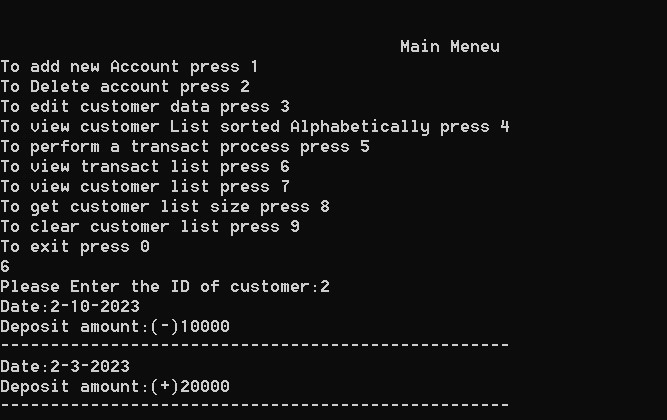 Main Meneu
To add new Account press 1
To Delete account press 2
To edit customer data press 3
To view customer List sorted Alphabetically press 4
To perform a transact process press 5
To view transact list press 6
To view customer list press 7
To get customer list size press 8
To clear customer list press 9
To exit press 0
6
Please Enter the ID of customer:2
Date:2-10-2023
Deposit amount:(-)10000
---------------------------------------------------
Date:2-3-2023
Deposit amount:(+)20000
---------------------------------------------------